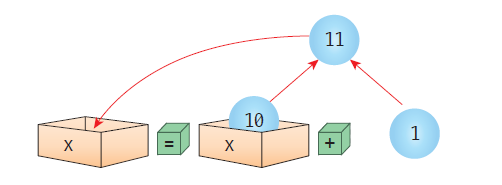 11
10
1
x = x +